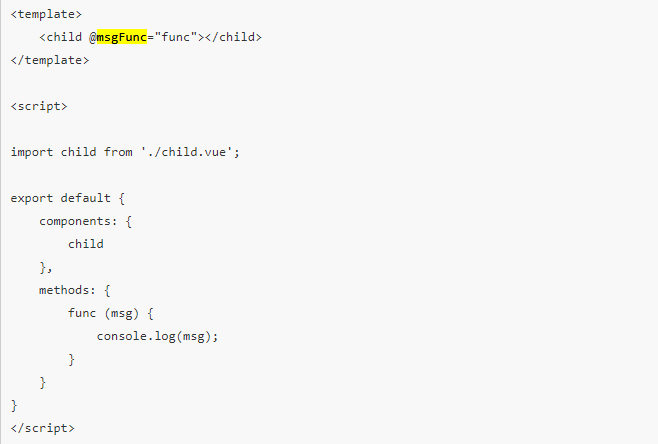 <template>
    <child @msgFunc="func"></child>
</template>

<script>

import child from './child.vue';

export default {
    components: {
        child
    },
    methods: {
        func (msg) {
            console.log(msg);
        }
    }
}
</script>